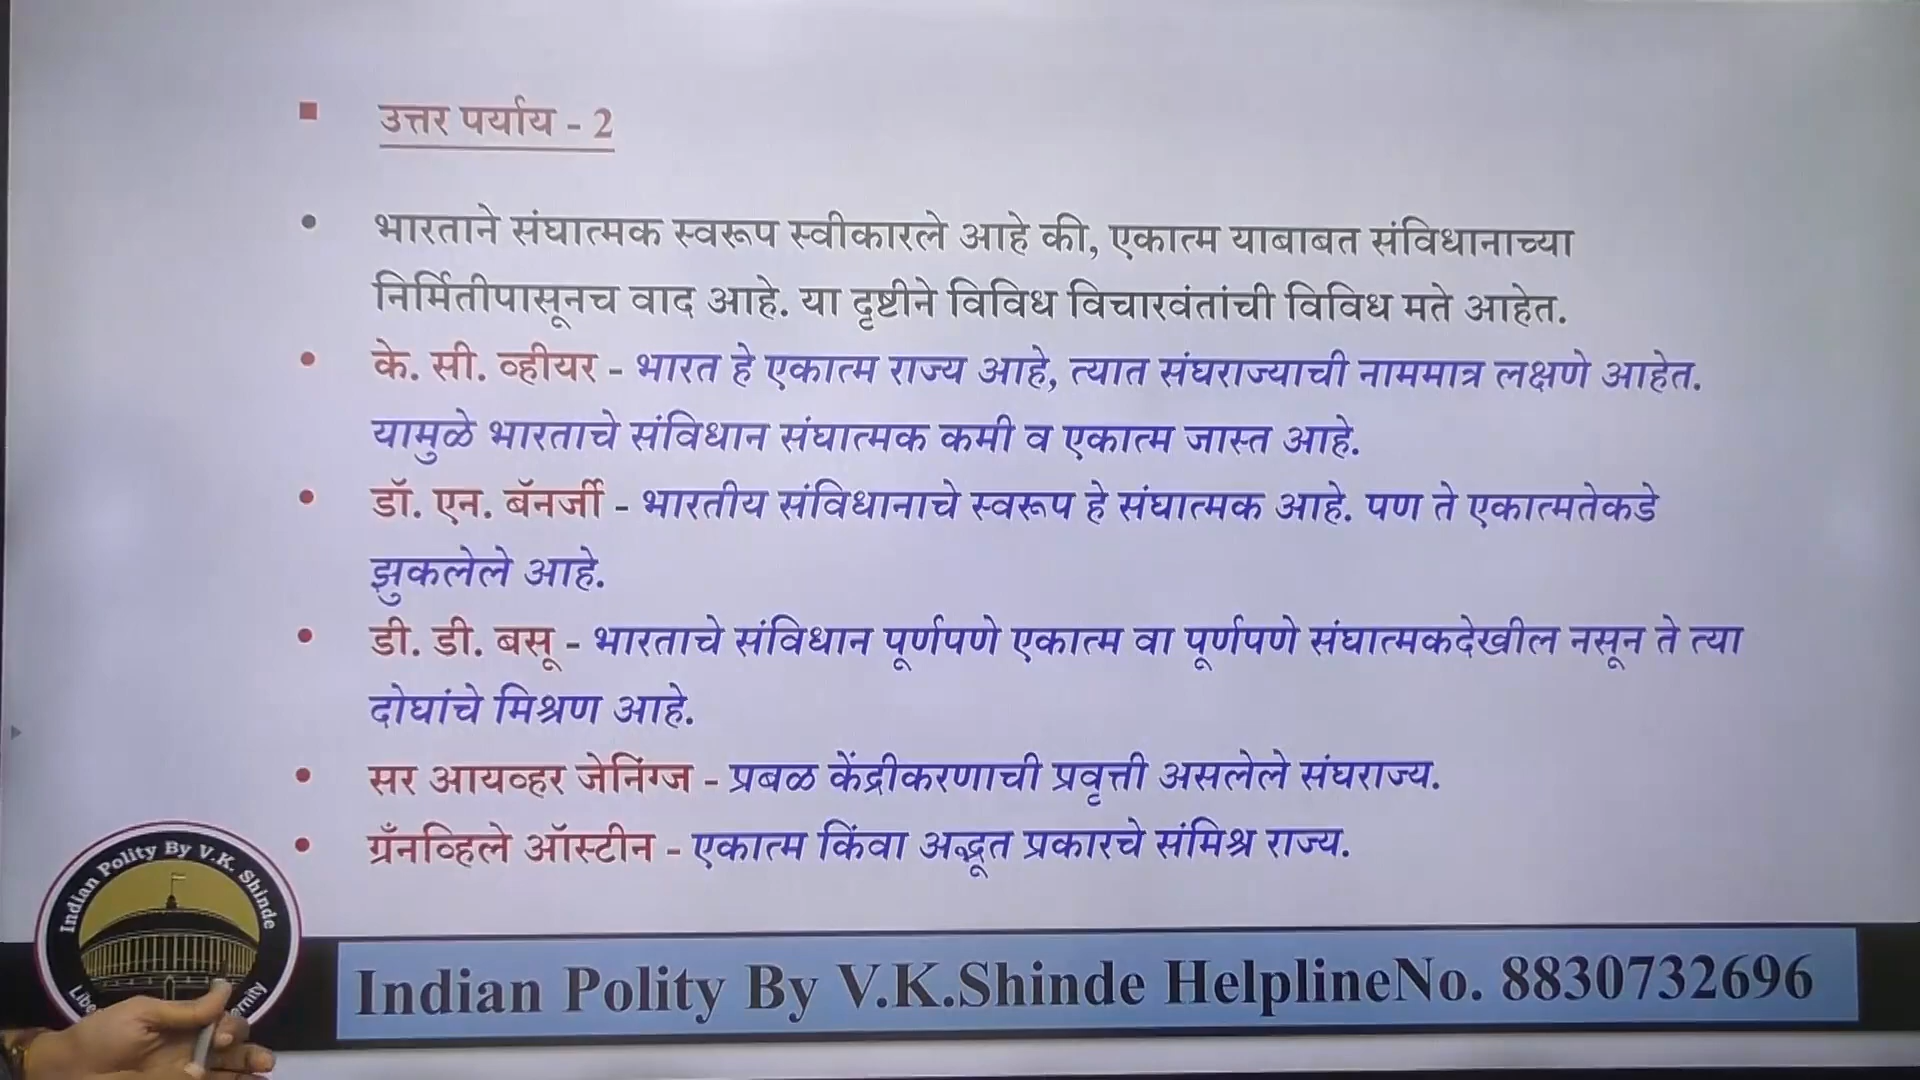 उत्तर पर्याय - 2
भारताने संघात्मक स्वरूप स्वीकारले आहे की, एकात्म याबाबत संविधानाच्या
निर्मितीपासूनच वाद आहे. या दृष्टीने विविध विचारवंतांची विविध मते आहेत.
के. सी. व्हीयर - भारत हे एकात्म राज्य आहे, त्यात संघराज्याची नाममात्र लक्षणे आहेत.
यामुळे भारताचे संविधान संघात्मक कमी व एकात्म जास्त आहे.
डॉ. एन. बॅनर्जी - भारतीय संविधानाचे स्वरूप हे संघात्मक आहे. पण ते एकात्मतेकडे
झुकलेले आहे.
डी. डी. बसू - भारताचे संविधान पूर्णपणे एकात्म वा पूर्णपणे संघात्मकदेखील नसून ते त्या
दोघांचे मिश्रण आहे.
सर आयव्हर जेनिंग्ज - प्रबळ केंद्रीकरणाची प्रवृत्ती असलेले संघराज्य.
ग्रँनव्हिले ऑस्टीन - एकात्म किंवा अद्भूत प्रकारचे संमिश्र राज्य.
Indian Polity By V.K. Shinde
Indian Polity By V.K.Shinde HelplineNo. 8830732696